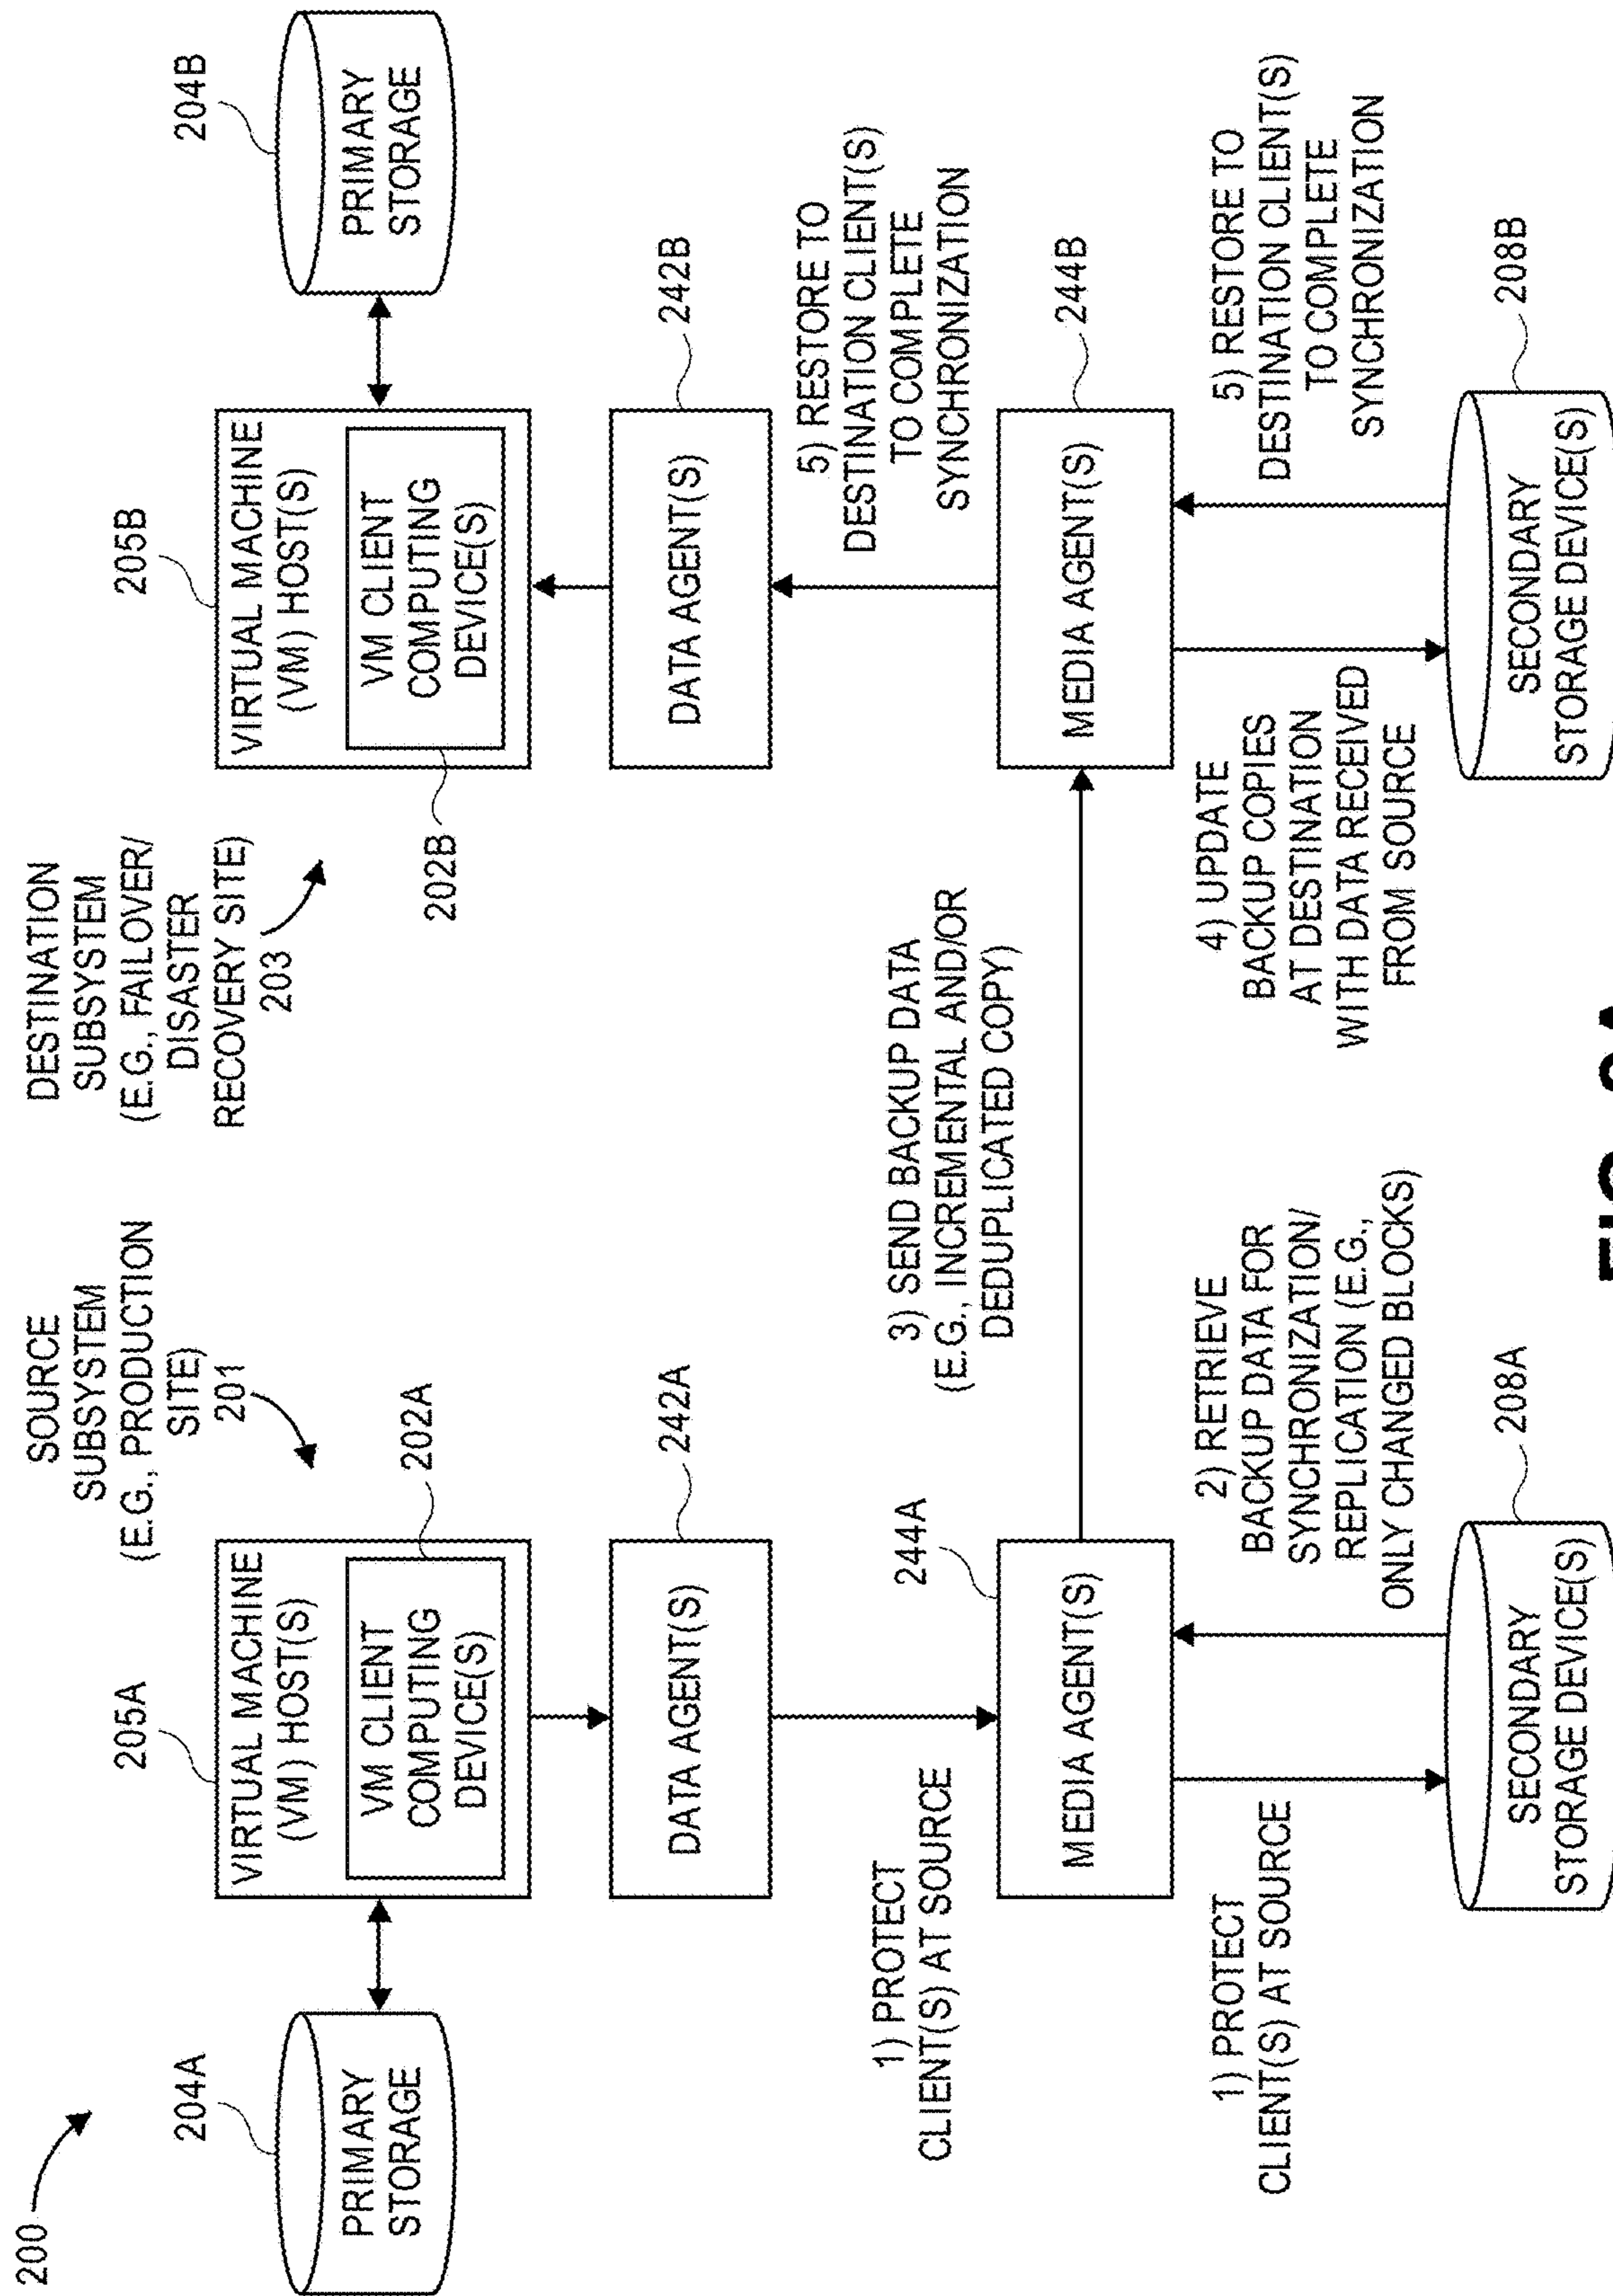 200
SOURCE
SUBSYSTEM
(E.G., PRODUCTION
SITE)
201
DESTINATION
SUBSYSTEM
(E.G., FAILOVER/
DISASTER
RECOVERY SITE)
203
204A
PRIMARY
STORAGE
205A
VIRTUAL MACHINE
(VM) HOST(S)
VM CLIENT
COMPUTING
DEVICE(S)
202A
205B
VIRTUAL MACHINE
(VM) HOST(S)
VM CLIENT
COMPUTING
DEVICE(S)
202B
204B
PRIMARY
STORAGE
DATA AGENT(S)
242A
DATA AGENT(S)
242B
1) PROTECT
CLIENT(S) AT SOURCE
3) SEND BACKUP DATA
(E.G., INCREMENTAL AND/OR
DEDUPLICATED COPY)
5) RESTORE TO
DESTINATION CLIENT(S)
TO COMPLETE
SYNCHRONIZATION
244A
MEDIA AGENT(S)
MEDIA AGENT(S)
244B
1) PROTECT
CLIENT(S) AT SOURCE
2) RETRIEVE
BACKUP DATA FOR
SYNCHRONIZATION/
REPLICATION (E.G.,
ONLY CHANGED BLOCKS)
4) UPDATE
BACKUP COPIES
AT DESTINATION
WITH DATA RECEIVED
FROM SOURCE
5) RESTORE TO
DESTINATION CLIENT(S)
TO COMPLETE
SYNCHRONIZATION
SECONDARY
STORAGE DEVICE(S)
208A
SECONDARY
STORAGE DEVICE(S)
208B